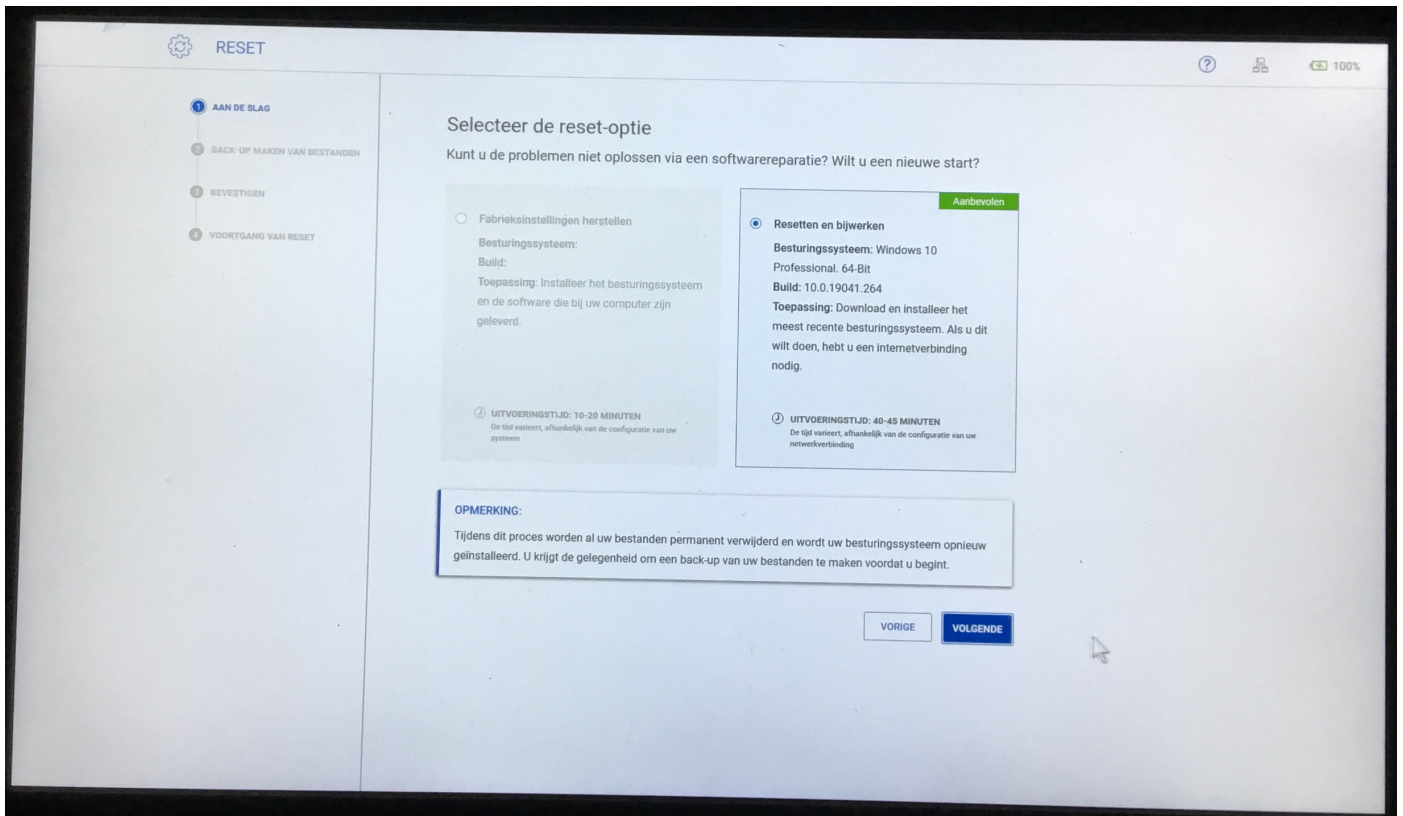 RESET
100%
1 AAN DE SLAG
2 BACK-UP MAKEN VAN BESTANDEN
3 BEVESTIGEN
4 VOORTGANG VAN RESET
Selecteer de reset-optie
Kunt u de problemen niet oplossen via een softwarereparatie? Wilt u een nieuwe start?
Fabrieksinstellingen herstellen
Besturingssysteem:
Build:
Toepassing: Installeer het besturingssysteem
en de software die bij uw computer zijn
geleverd.
UITVOERINGSTIJD: 10-20 MINUTEN
De tijd varieert, afhankelijk van de configuratie van uw
systeem
Aanbevolen
Resetten en bijwerken
Besturingssysteem: Windows 10
Professional. 64-Bit
Build: 10.0.19041.264
Toepassing: Download en installeer het
meest recente besturingssysteem. Als u dit
wilt doen, hebt u een internetverbinding
nodig.
UITVOERINGSTIJD: 40-45 MINUTEN
De tijd varieert, afhankelijk van de configuratie van uw
netwerkverbinding
OPMERKING:
Tijdens dit proces worden al uw bestanden permanent verwijderd en wordt uw besturingssysteem opnieuw
geïnstalleerd. U krijgt de gelegenheid om een back-up van uw bestanden te maken voordat u begint.
VORIGE
VOLGENDE